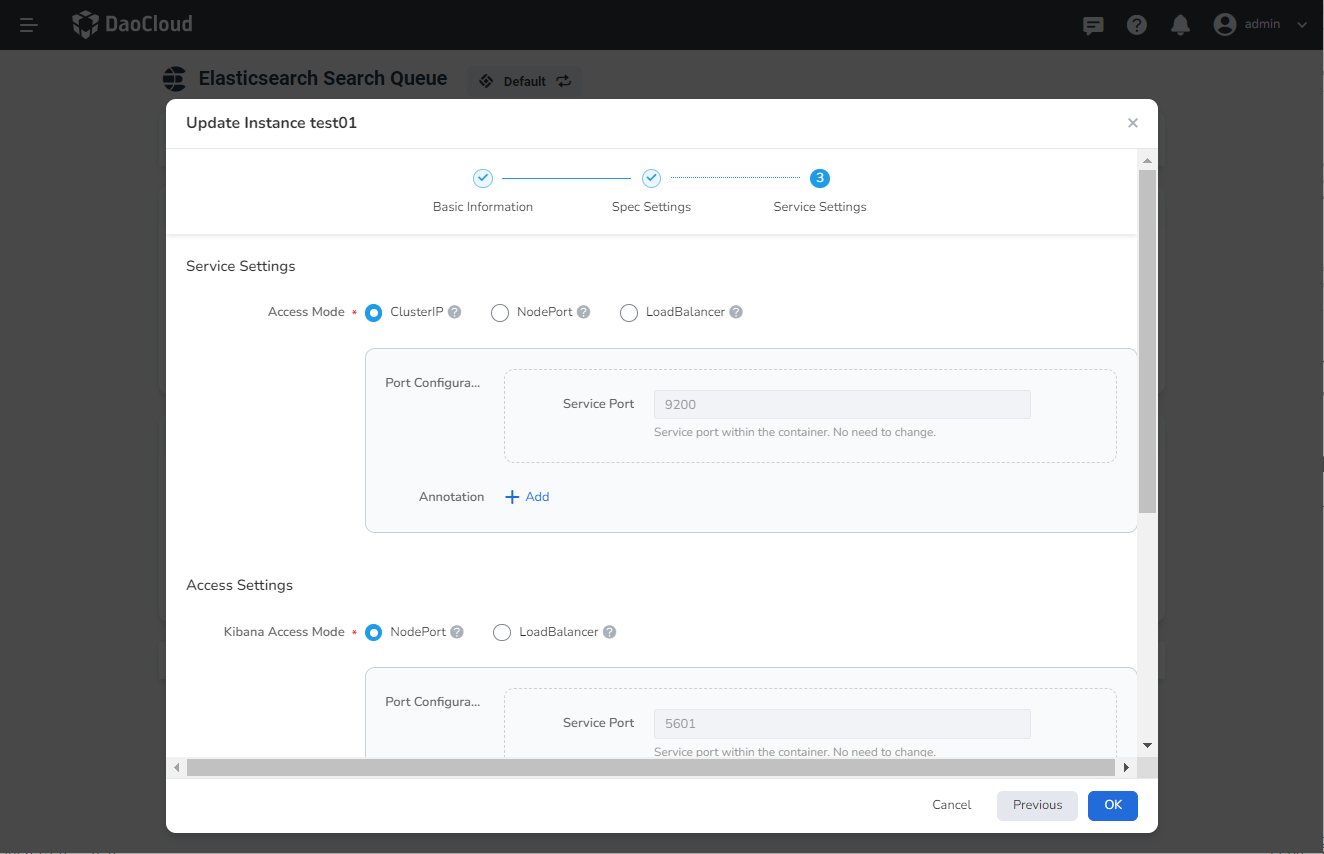 DaoCloud
admin
Elasticsearch Search Queue
Default
Update Instance test01
3
Basic Information
Spec Settings
Service Settings
Service Settings
Access Mode * ClusterIP ? NodePort ? LoadBalancer ?
Port Configura...
Service Port 9200
Service port within the container. No need to change.
Annotation + Add
Access Settings
Kibana Access Mode * NodePort ? LoadBalancer ?
Port Configura...
Service Port 5601
Service port within the container. No need to change.
Cancel
Previous
OK